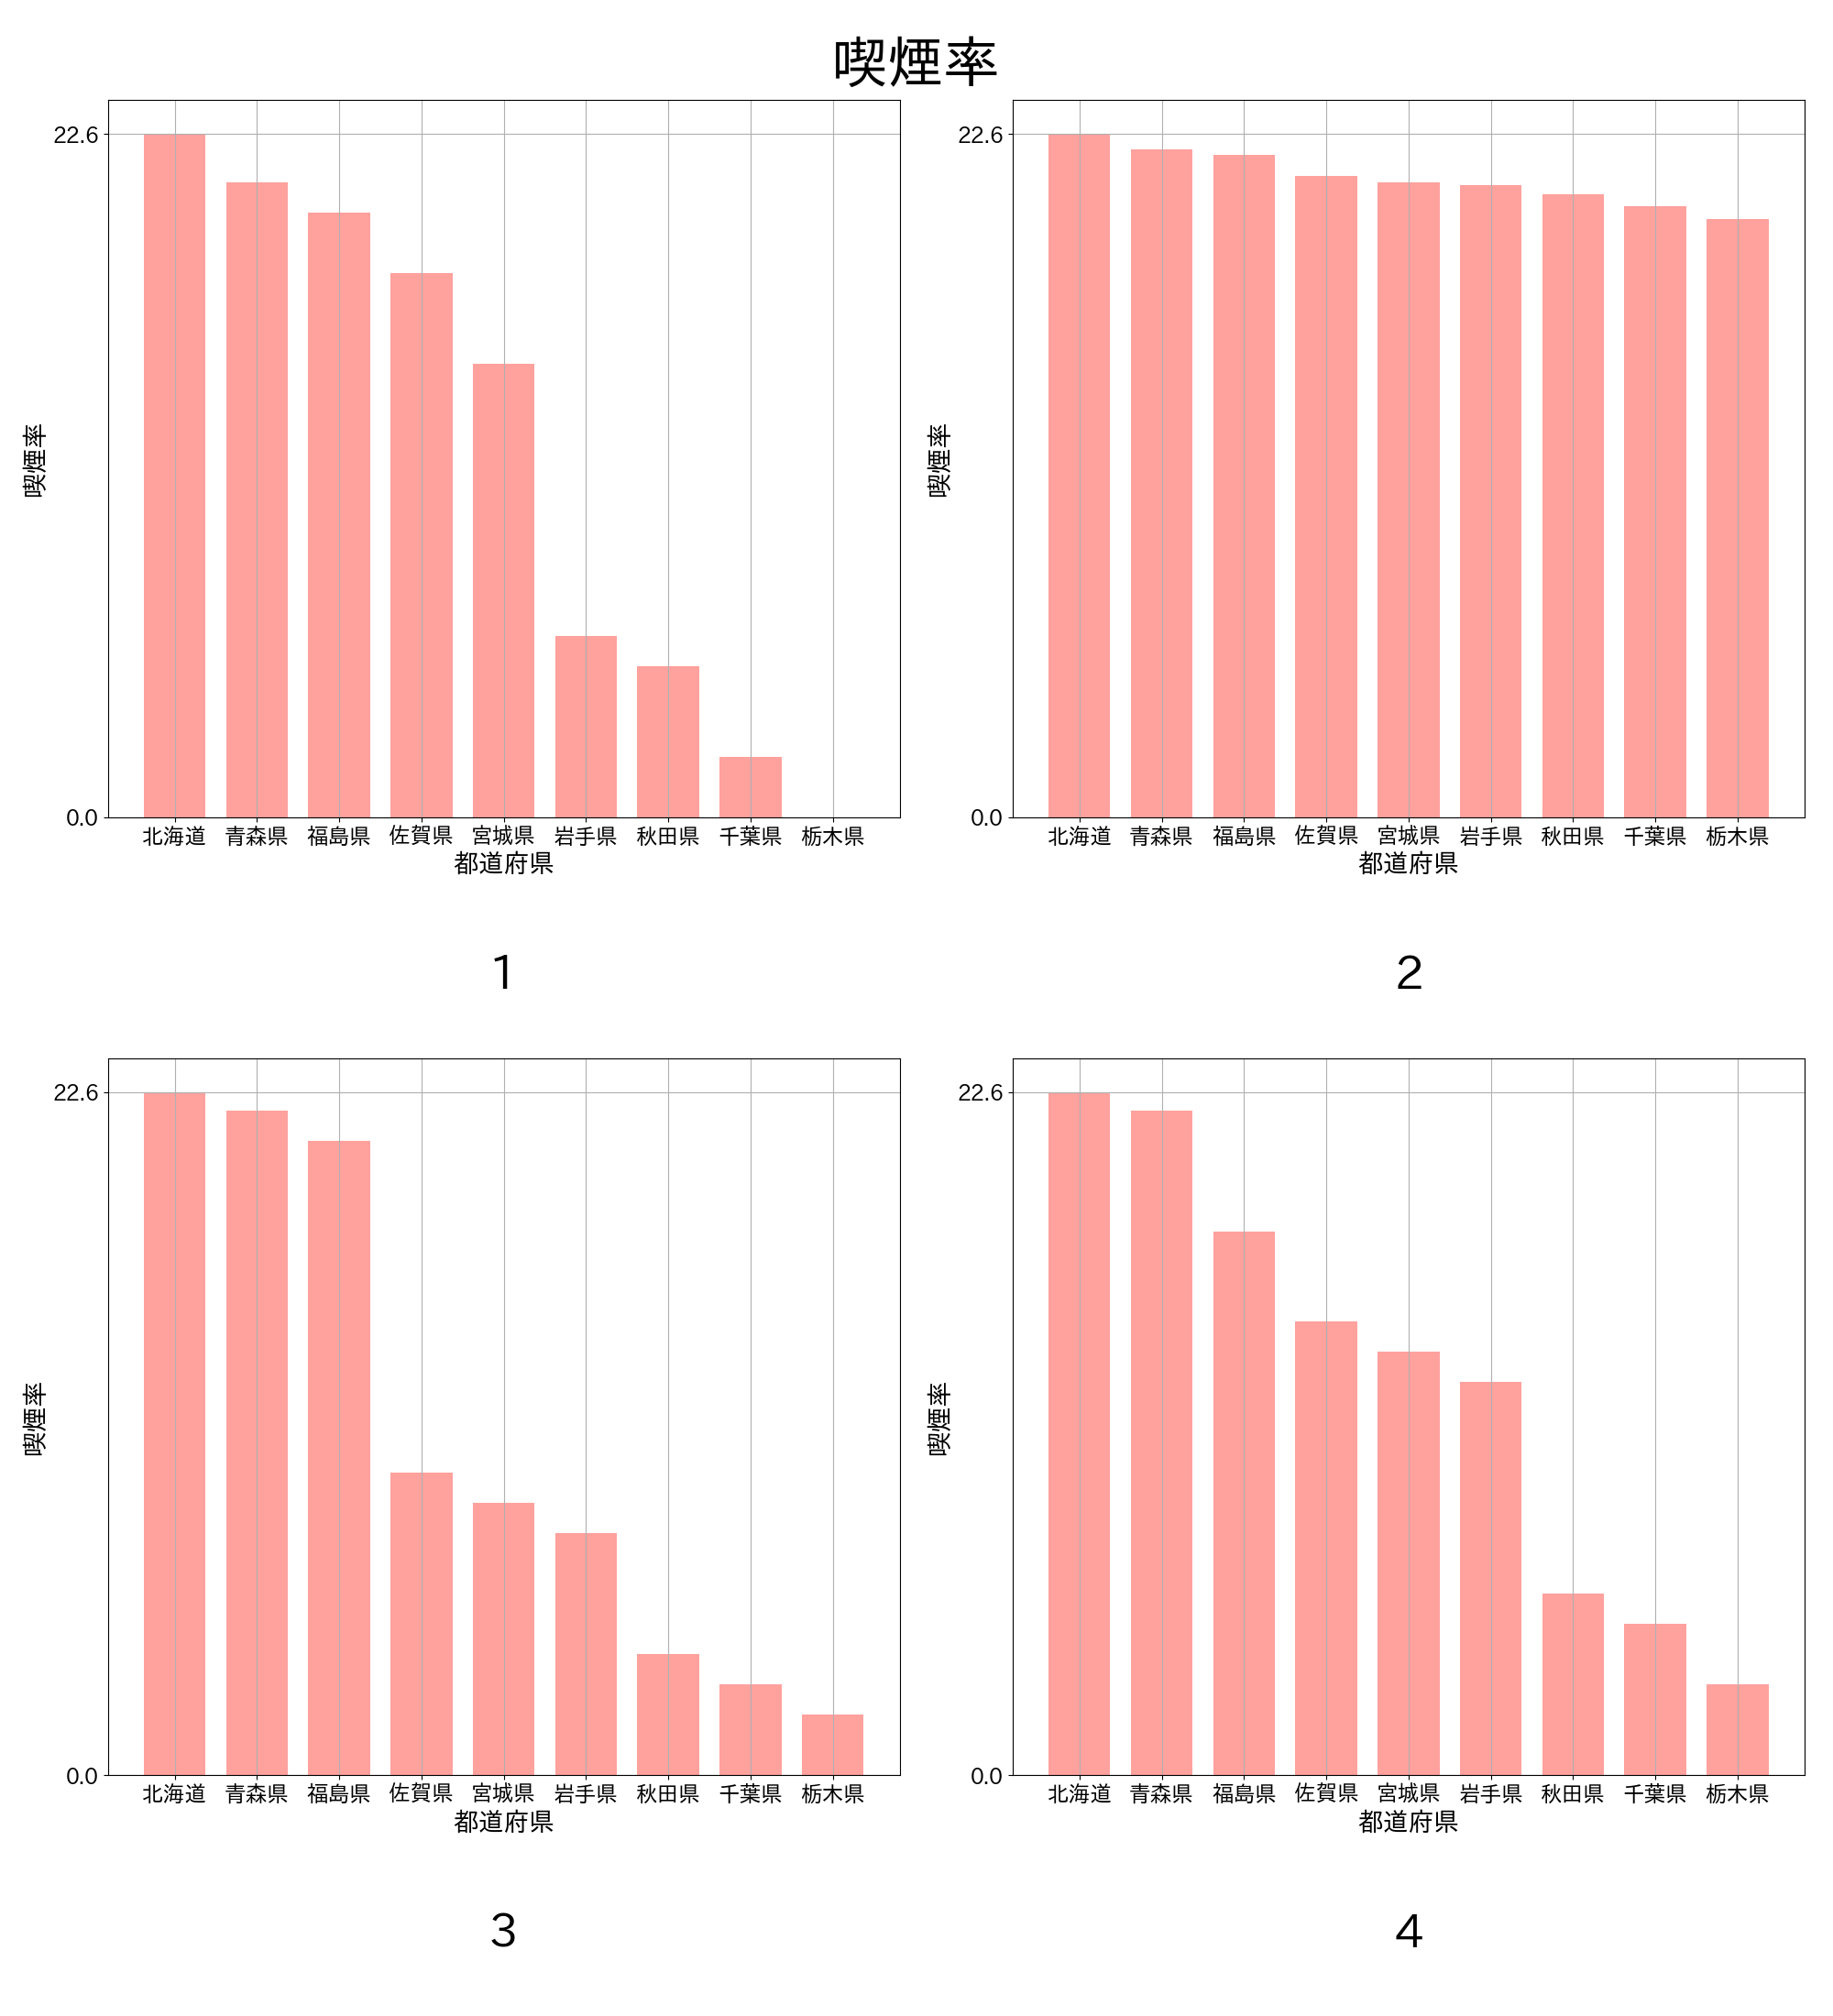 喫煙率
22.6
喫煙率
0.0
北海道 青森県 福島県 佐賀県 宮城県 岩手県 秋田県 千葉県 栃木県
都道府県
1
22.6
喫煙率
0.0
北海道 青森県 福島県 佐賀県 宮城県 岩手県 秋田県 千葉県 栃木県
都道府県
2
22.6
喫煙率
0.0
北海道 青森県 福島県 佐賀県 宮城県 岩手県 秋田県 千葉県 栃木県
都道府県
3
22.6
喫煙率
0.0
北海道 青森県 福島県 佐賀県 宮城県 岩手県 秋田県 千葉県 栃木県
都道府県
4